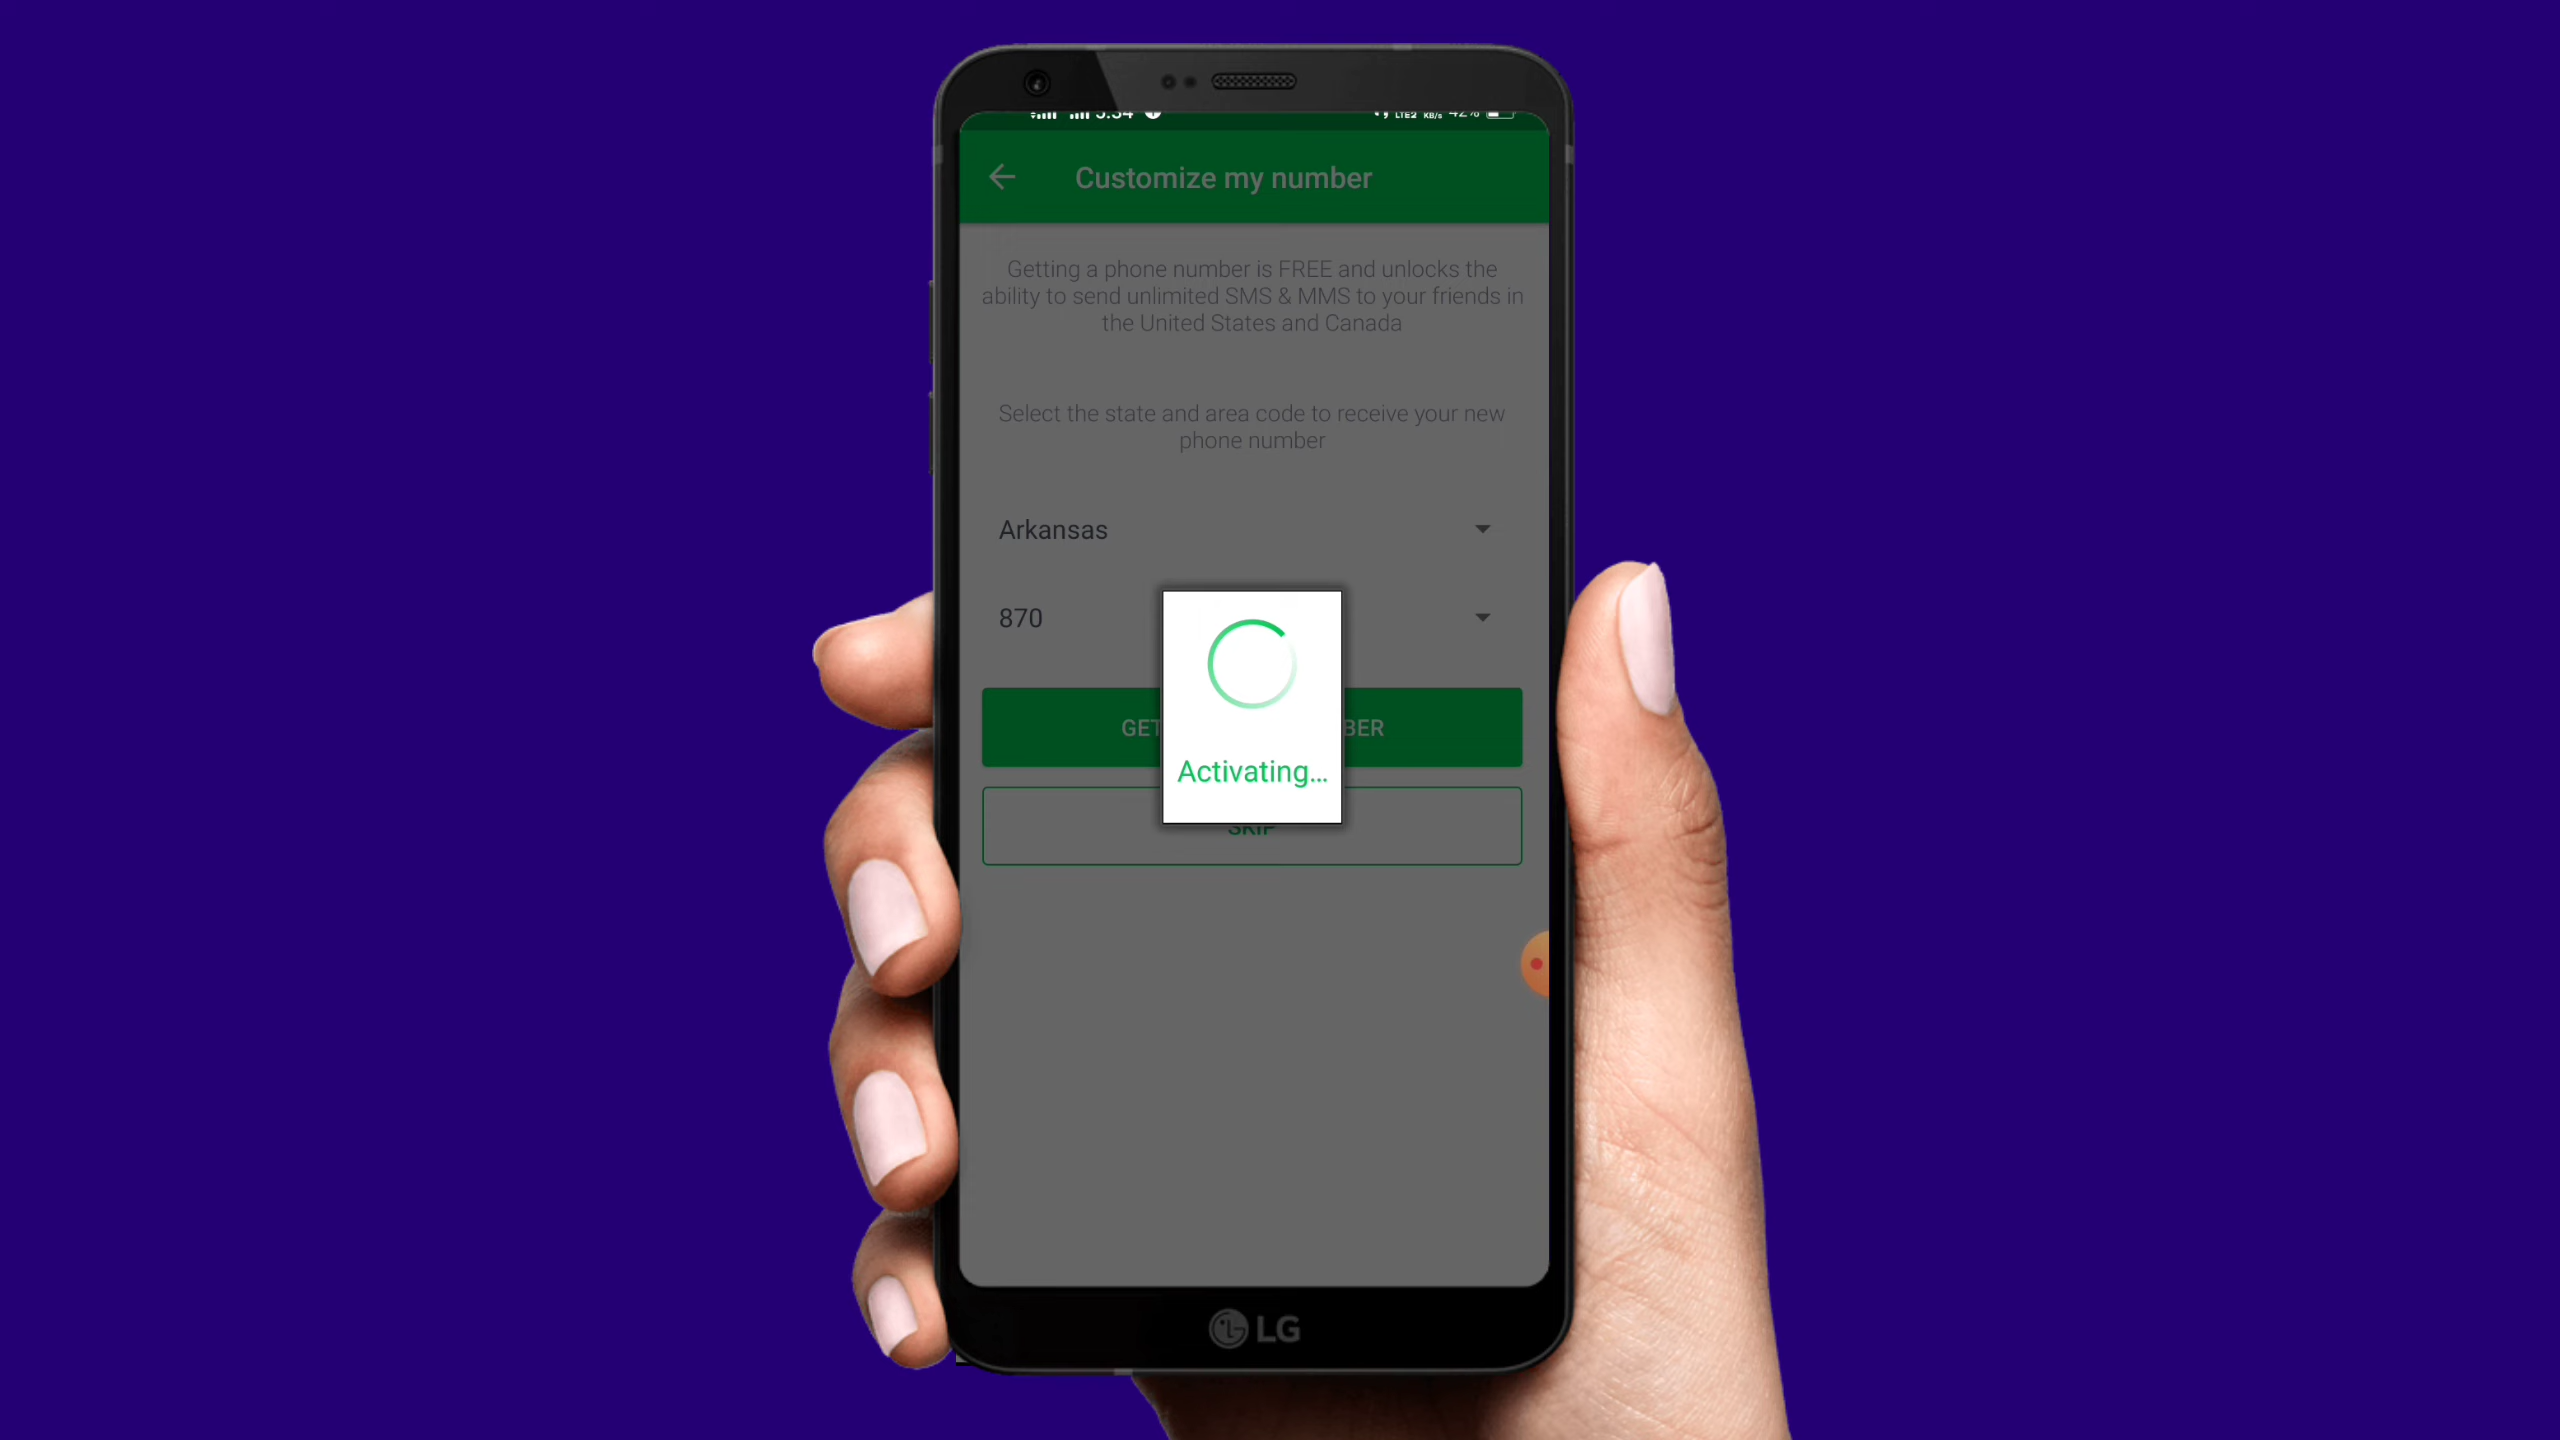 Customize my number
Getting a phone number is FREE and unlocks the
ability to send unlimited SMS & MMS to your friends in
the United States and Canada
Select the state and area code to receive your new
phone number
Arkansas
870
GET
BER
Activating...
SKIP
LG